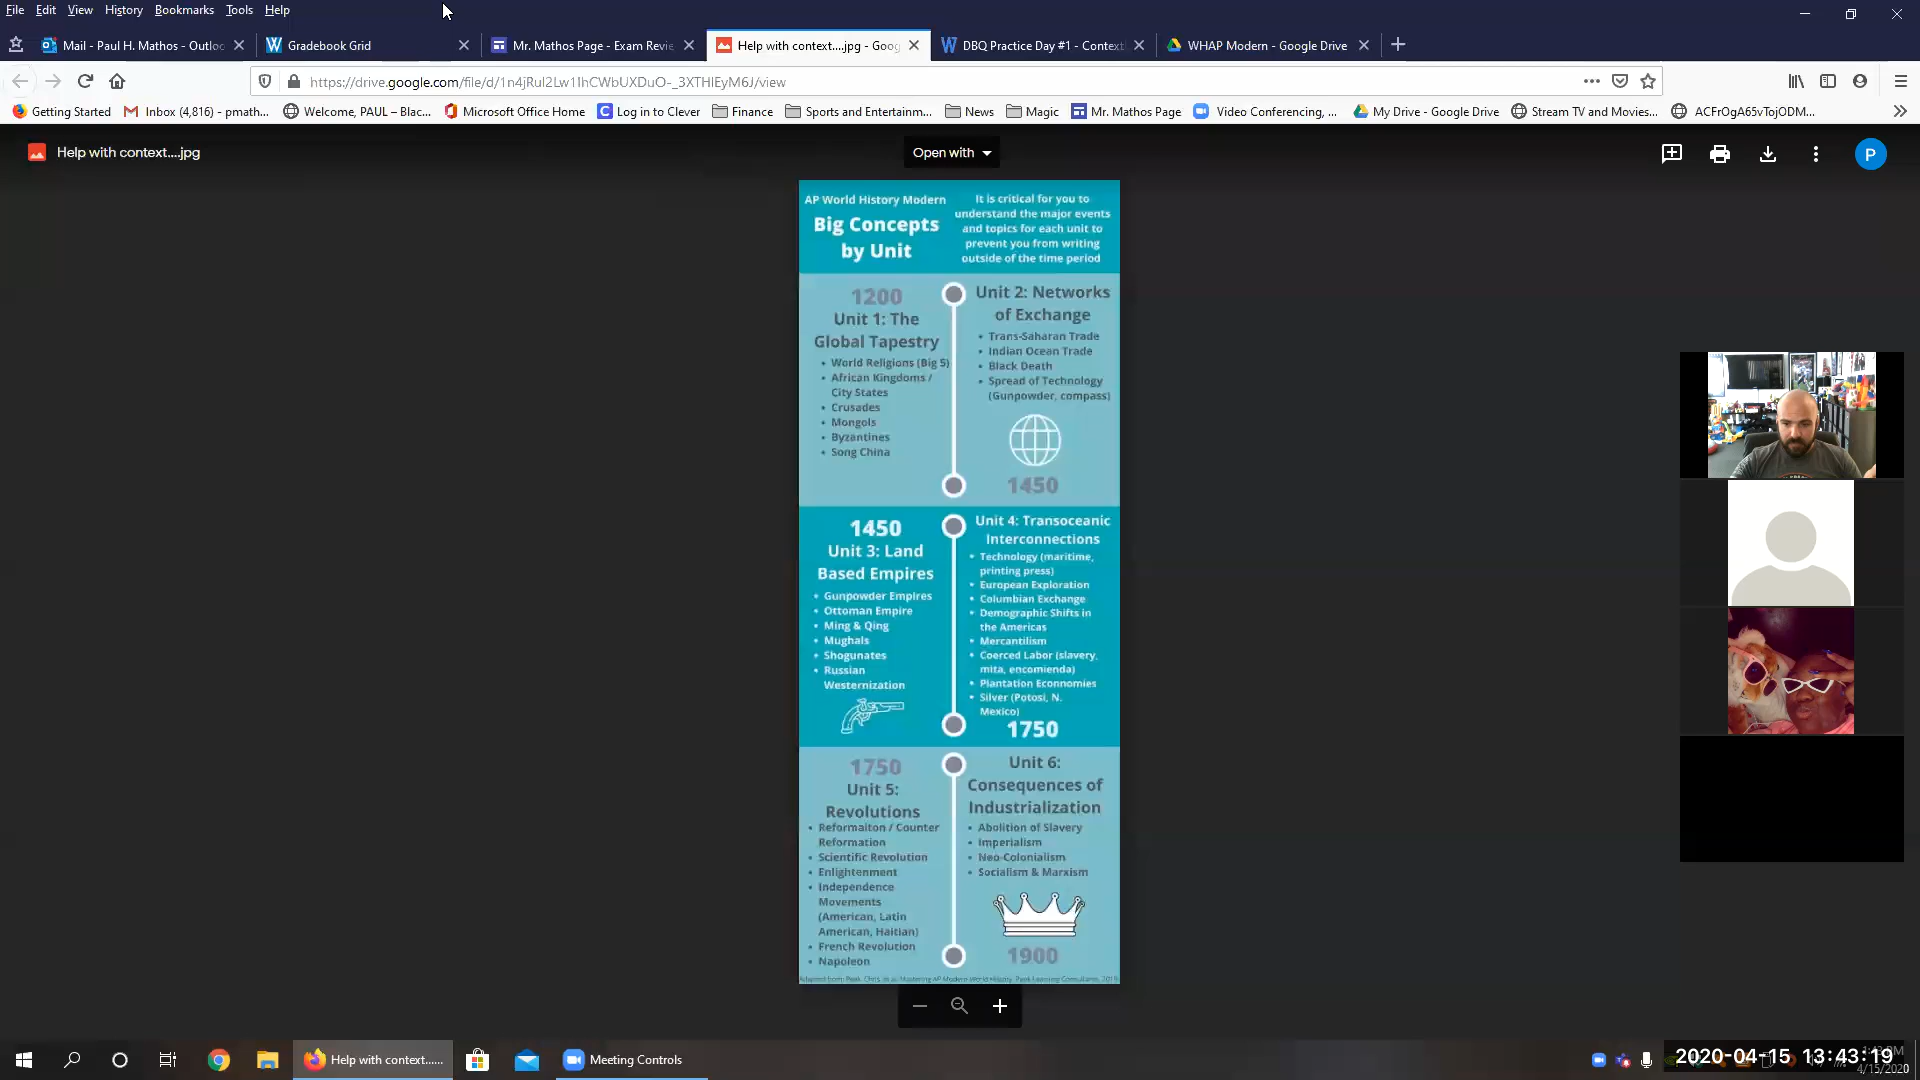 File Edit View History Bookmarks Tools Help
Mail - Paul H. Mathos - Outloo
Gradebook Grid
Mr. Mathos Page - Exam Revie
Help with context....jpg - Goog
DBQ Practice Day #1 - Context
WHAP Modern - Google Drive
https://drive.google.com/file/d/1n4jRul2Lw1IhCWbUXDuO-_3XTHIEyM6J/view
Getting Started
Inbox (4,816) - pmath...
Welcome, PAUL – Blac...
Microsoft Office Home
Log in to Clever
Finance
Sports and Entertainm...
News
Magic
Mr. Mathos Page
Video Conferencing, ...
My Drive - Google Drive
Stream TV and Movies...
ACFrOgA65vTojODM...
Help with context....jpg
Open with
P
AP World History Modern
Big Concepts
by Unit
It is critical for you to
understand the major events
and topics for each unit to
prevent you from writing
outside of the time period
1200
Unit 1: The
Global Tapestry
• World Religions (Big 5)
• African Kingdoms /
City States
• Crusades
• Mongols
• Byzantines
• Song China
Unit 2: Networks
of Exchange
• Trans-Saharan Trade
• Indian Ocean Trade
• Black Death
• Spread of Technology
(Gunpowder, compass)
1450
1450
Unit 3: Land
Based Empires
• Gunpowder Empires
• Ottoman Empire
• Ming & Qing
• Mughals
• Shogunates
• Russian
Westernization
Unit 4: Transoceanic
Interconnections
• Technology (maritime,
printing press)
• European Exploration
• Columbian Exchange
• Demographic Shifts in
the Americas
• Mercantilism
• Coerced Labor (slavery,
mita, encomienda)
• Plantation Econnomies
• Silver (Potosi, N.
Mexico)
1750
1750
Unit 5:
Revolutions
• Reformaiton / Counter
Reformation
• Scientific Revolution
• Enlightenment
• Independence
Movements
(American, Latin
American, Haitian)
• French Revolution
• Napoleon
Unit 6:
Consequences of
Industrialization
• Abolition of Slavery
• Imperialism
• Neo-Colonialism
• Socialism & Marxism
1900
Help with context......
Meeting Controls
2020-04-15 13:43:19
4/15/2020